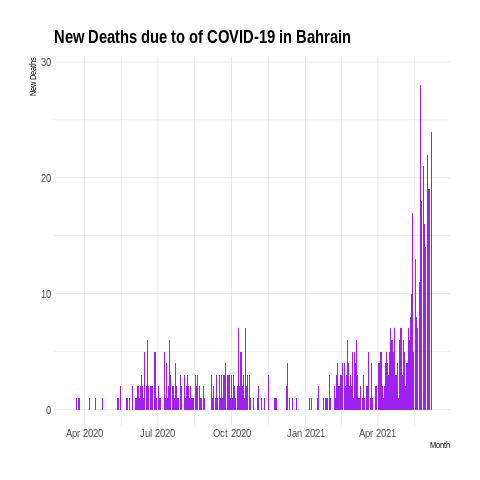 New Deaths due to of COVID-19 in Bahrain
New Deaths
30
20
10
0
Apr 2020 Jul 2020 Oct 2020 Jan 2021 Apr 2021
Month